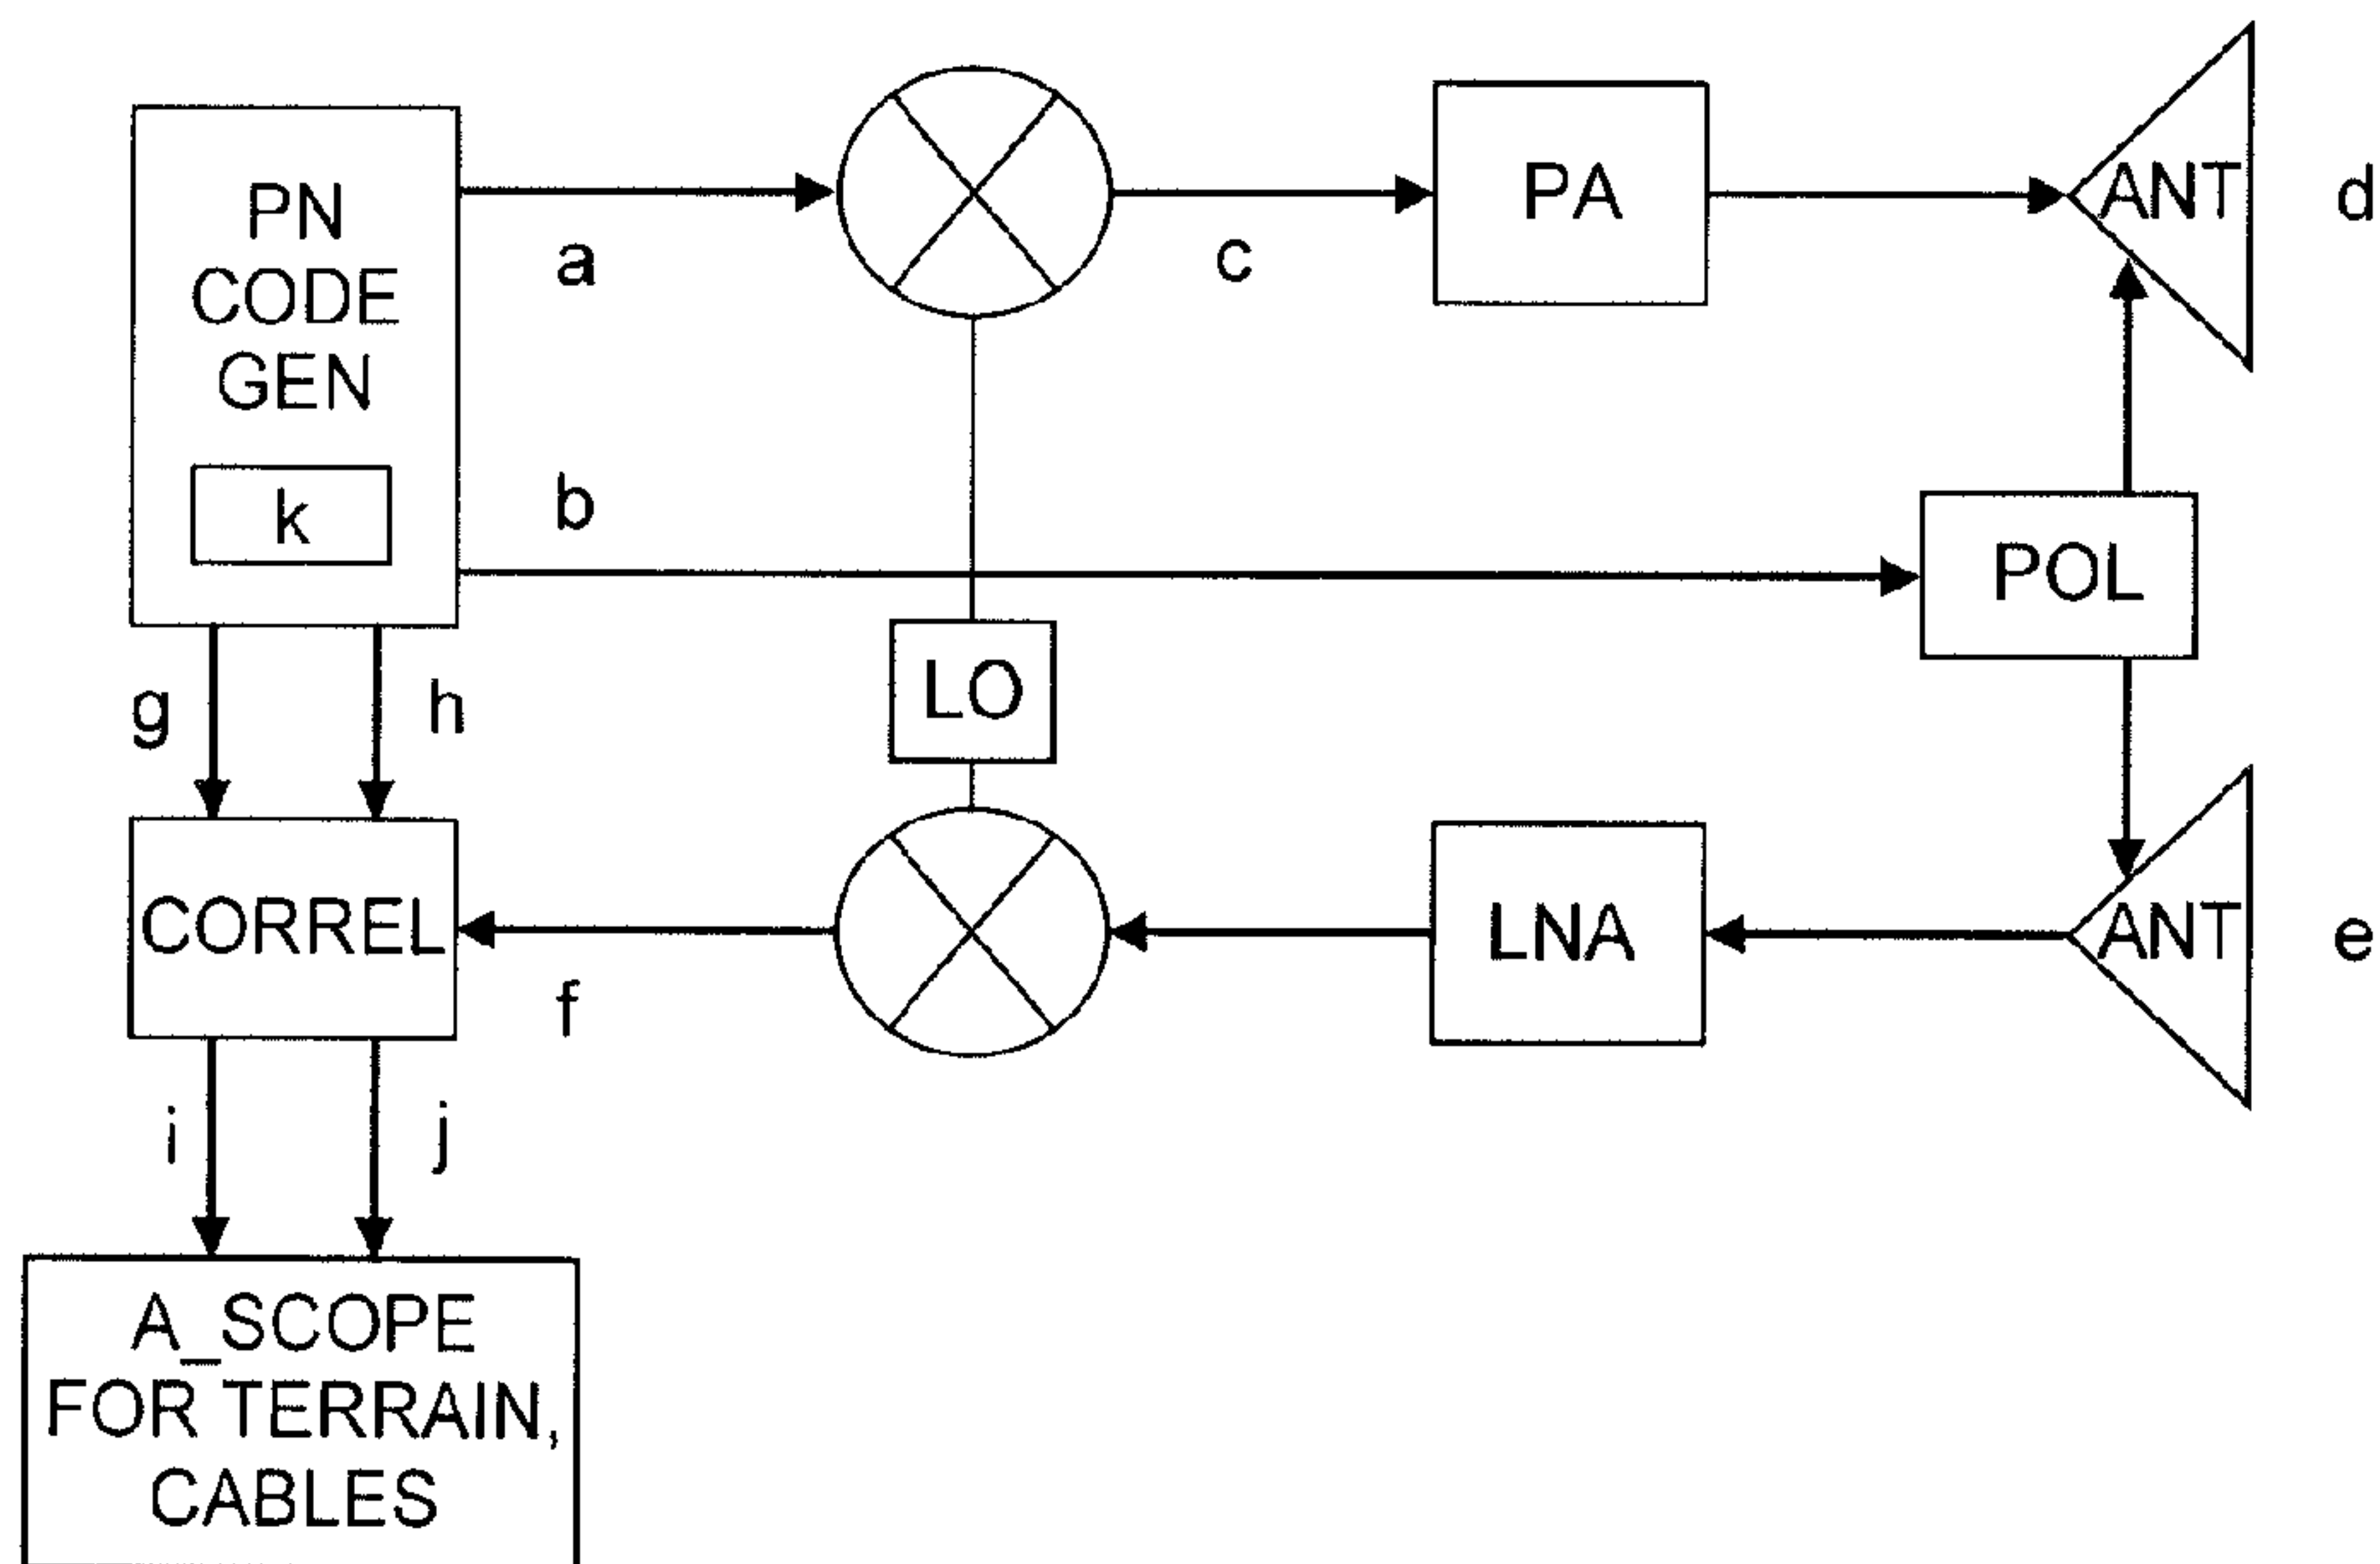 PN
CODE
GEN
k
a
c
PA
ANT
d
b
POL
LO
g
h
CORREL
f
LNA
ANT
e
i
j
A_SCOPE
FOR TERRAIN,
CABLES